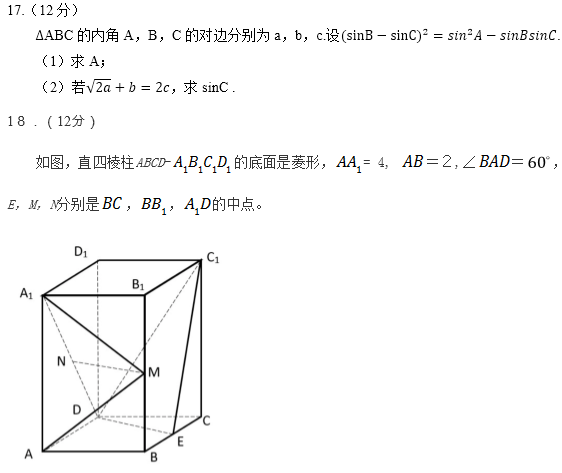 17.（12分）
ΔABC 的内角 A，B，C 的对边分别为 a，b，c.设(sinB − sinC)² = sin²A − sinBsinC.
（1）求 A；
（2）若√2a + b = 2c，求 sinC .
18．（12分）
如图，直四棱柱ABCD-A₁B₁C₁D₁的底面是菱形，AA₁= 4， AB＝2,∠BAD＝60°，
E，M，N分别是BC，BB₁，A₁D的中点。
D₁
C₁
B₁
A₁
N
M
D
C
E
A
B